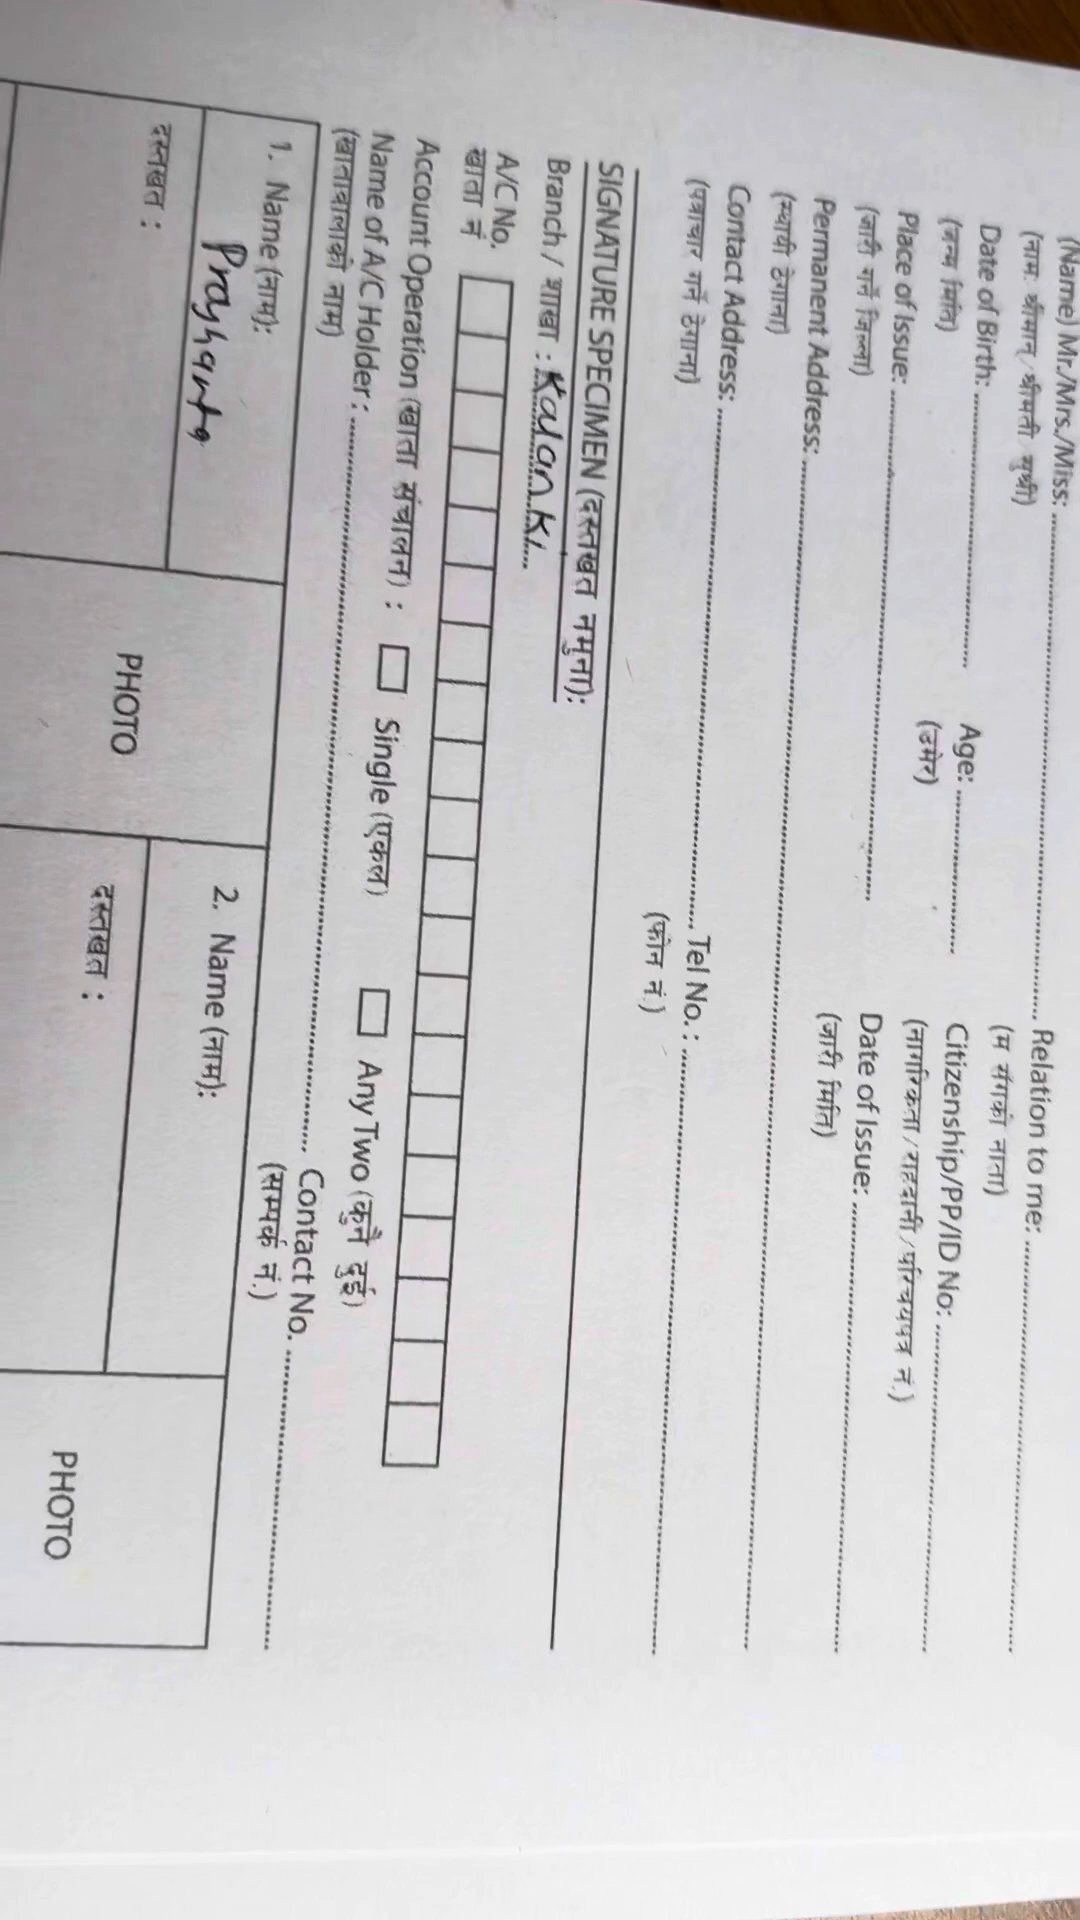 (Name) Mr./Mrs./Miss: ........ Relation to me: ........
(नाम: श्रीमान्/श्रीमती/सुश्री) (म सँगको नाता)
Date of Birth: ........ Age: ........ Citizenship/PP/ID No: ........
(जन्म मिति) (उमेर) (नागरिकता/राहदानी/परिचयपत्र नं.)
Place of Issue: ........ Date of Issue: ........
(जारी गर्ने जिल्ला) (जारी मिति)
Permanent Address: ........
(स्थायी ठेगाना)
Contact Address: ........ Tel No. : ........
(पत्राचार गर्ने ठेगाना) (फोन नं.)
SIGNATURE SPECIMEN (दस्तखत नमुना):
Branch / शाखा : Kalanki
A/C No.
खाता नं
Account Operation (खाता संचालन) : Single (एकल) Any Two (कुनै दुई)
Name of A/C Holder : ........ Contact No. ........
(खातावालाको नाम) (सम्पर्क नं.)
1. Name (नाम): 2. Name (नाम):
Prashant
दस्तखत : PHOTO दस्तखत : PHOTO